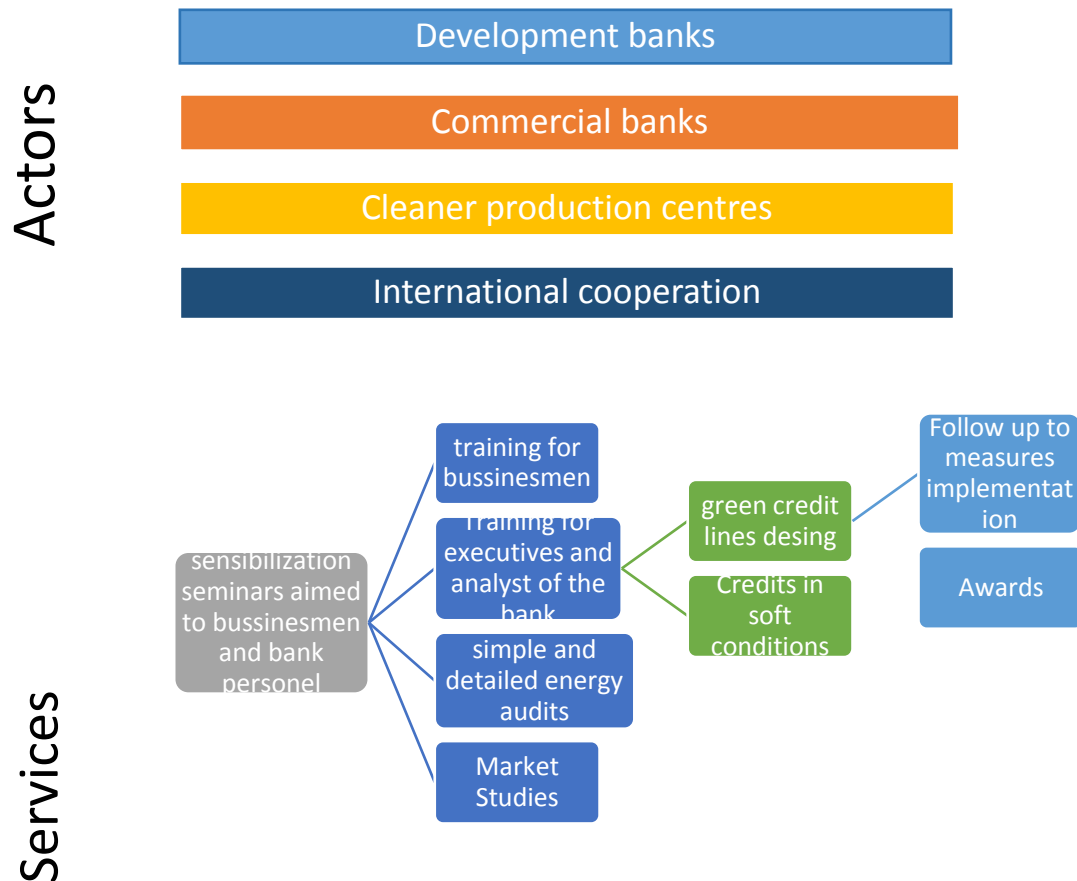 Actors
Development banks
Commercial banks
Cleaner production centres
International cooperation
Services
sensibilization
seminars aimed
to bussinesmen
and bank
personel
training for
bussinesmen
Training for
executives and
analyst of the
bank
simple and
detailed energy
audits
Market
Studies
green credit
lines desing
Credits in
soft
conditions
Follow up to
measures
implementat
ion
Awards